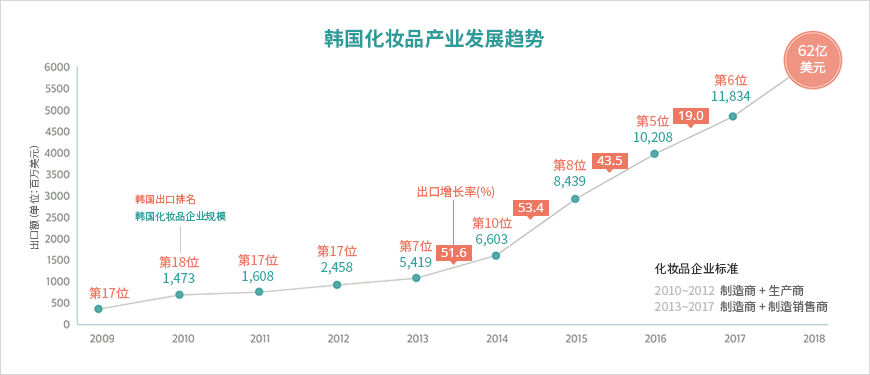 韩国化妆品产业发展趋势
62亿
美元
6000
5500
5000
4500
4000
3500
3000
2500
2000
1500
1000
500
0
出口额 (单位: 百万美元)
韩国出口排名
韩国化妆品企业规模
第17位
第18位
1,473
第17位
1,608
第17位
2,458
第7位
5,419
出口增长率(%)
51.6
第10位
6,603
53.4
第8位
8,439
43.5
第5位
10,208
19.0
第6位
11,834
化妆品企业标准
2010~2012 制造商 + 生产商
2013~2017 制造商 + 制造销售商
2009
2010
2011
2012
2013
2014
2015
2016
2017
2018